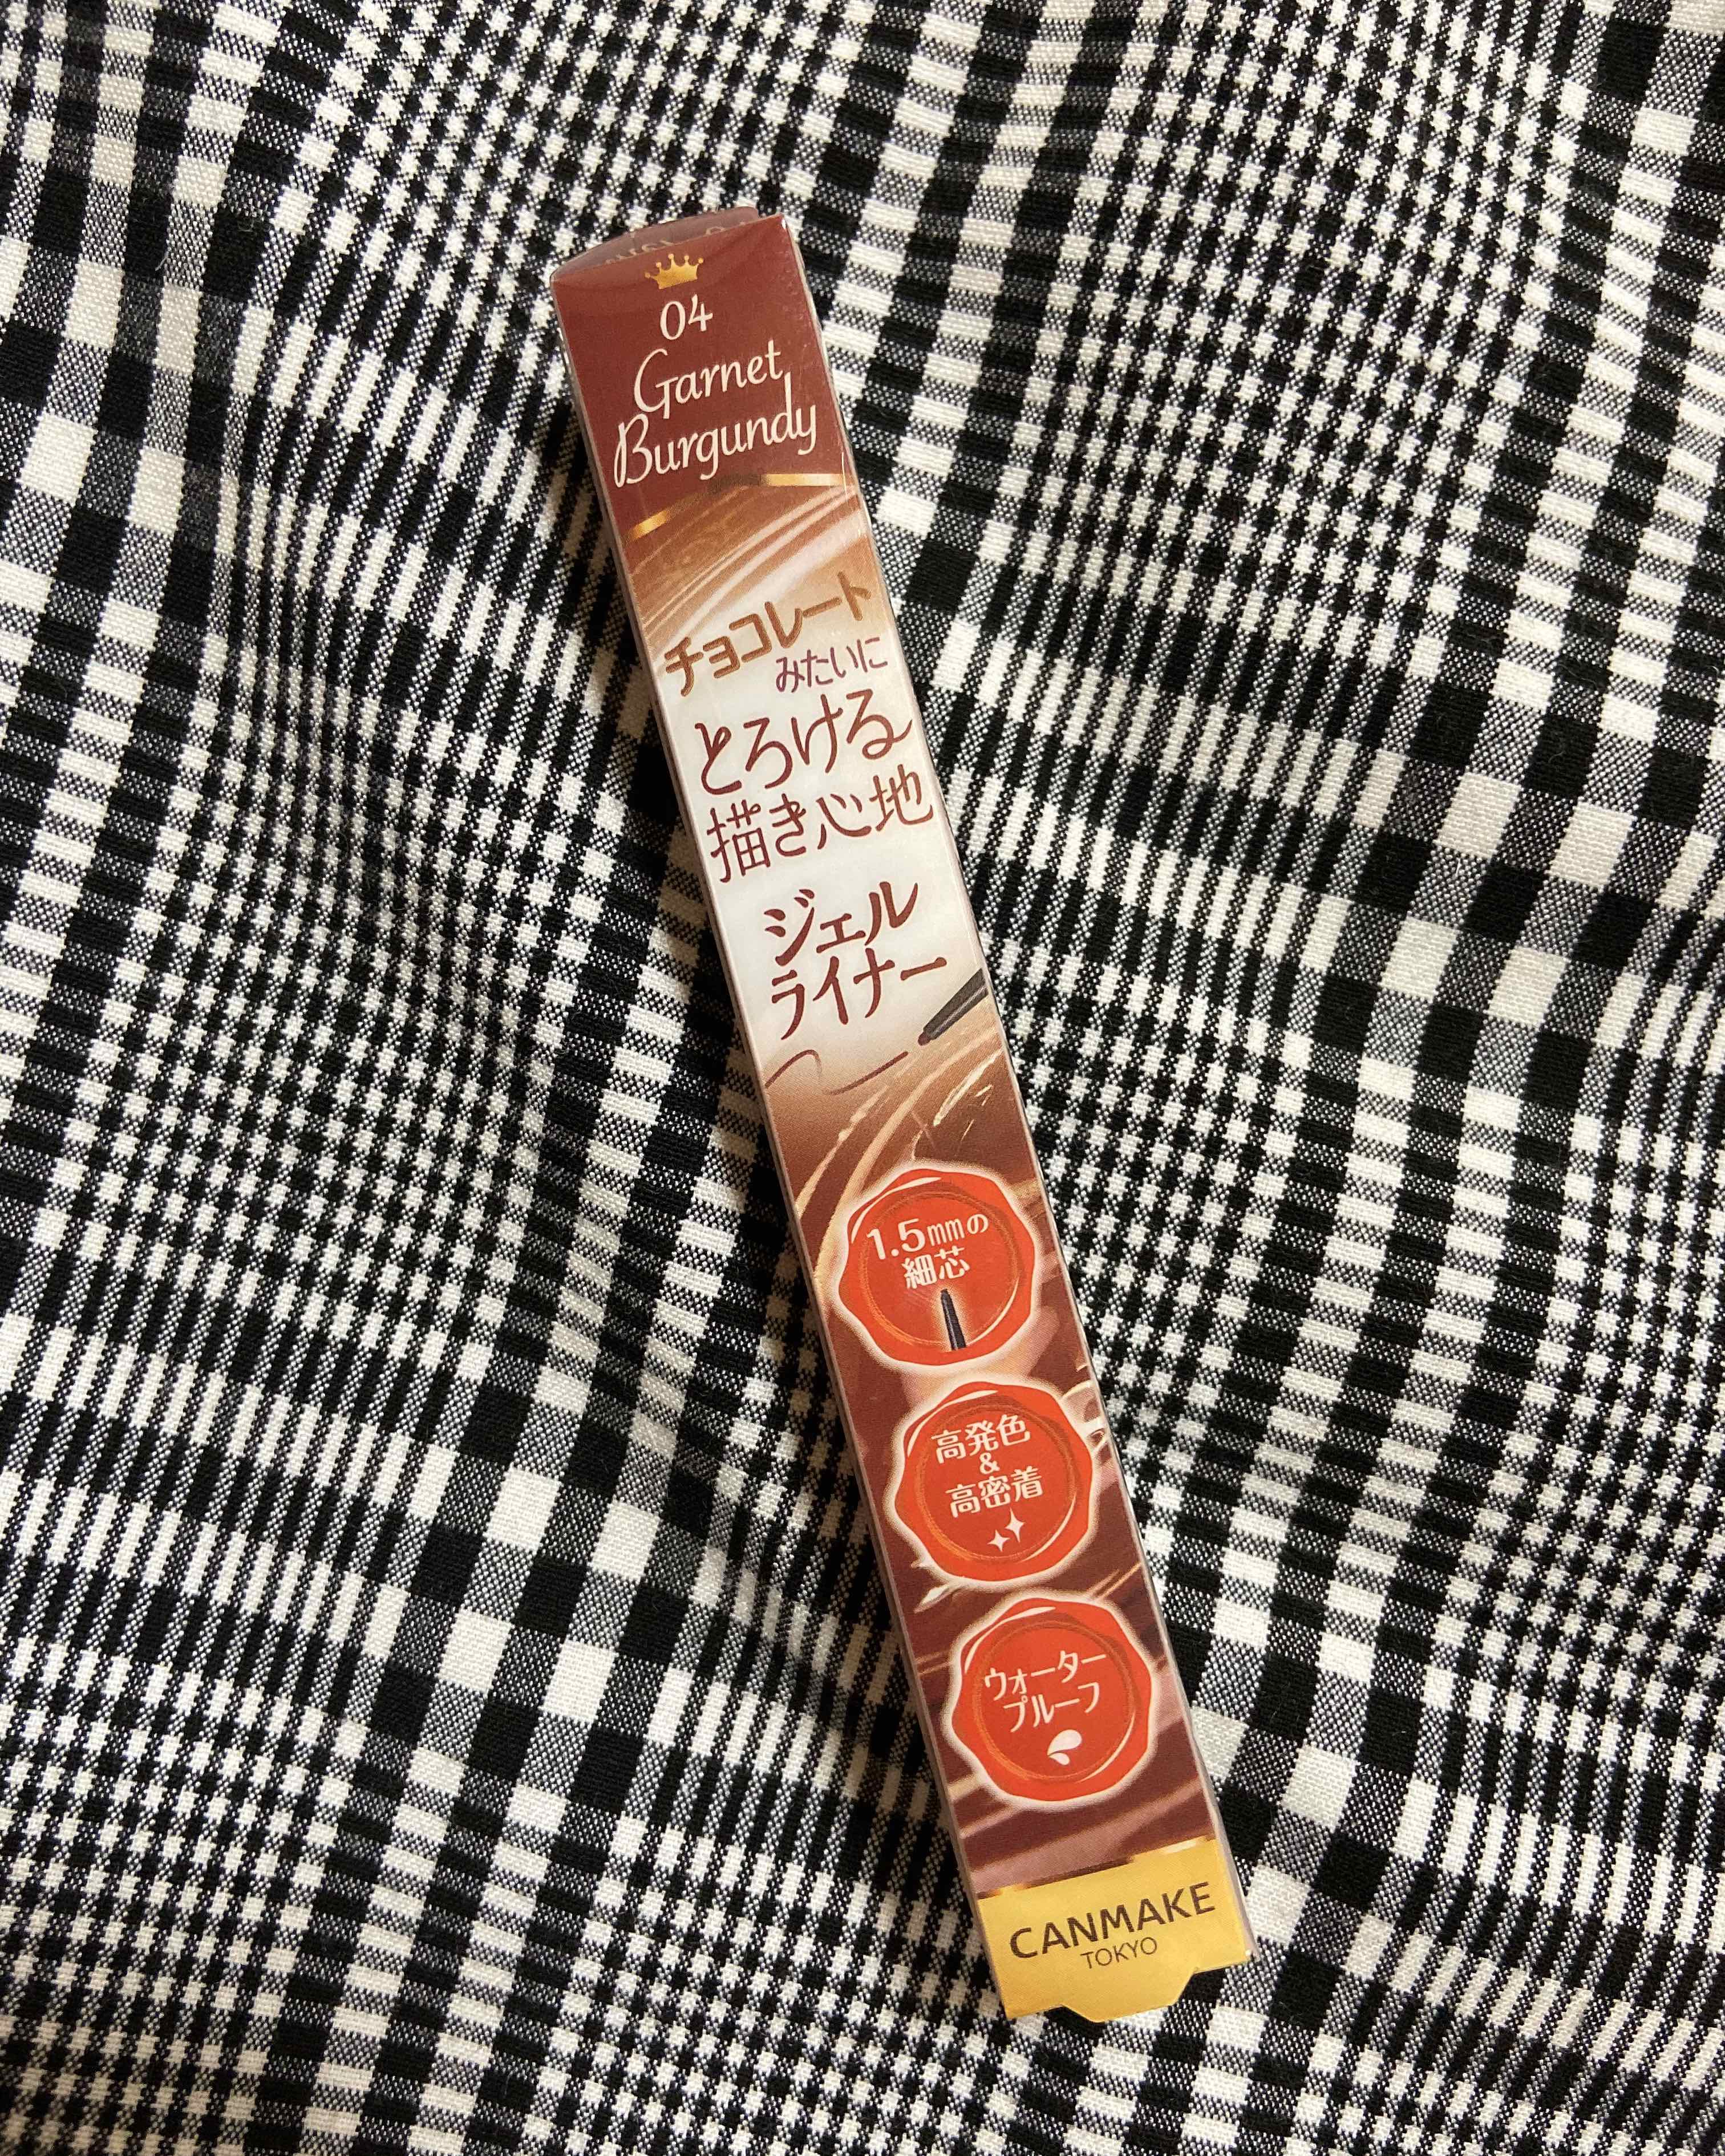 04
Garnet
Burgundy
チョコレート
みたいに
とろける
描き心地
ジェル
ライナー
1.5mmの
細芯
高発色
&
高密着
ウォーター
プルーフ
CANMAKE
TOKYO